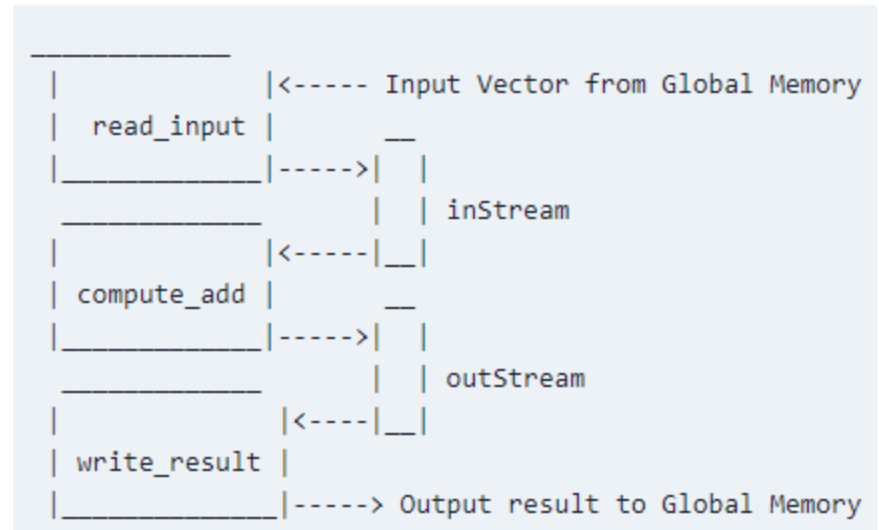 Input Vector from Global Memory
read_input
inStream
compute_add
outStream
write_result
Output result to Global Memory